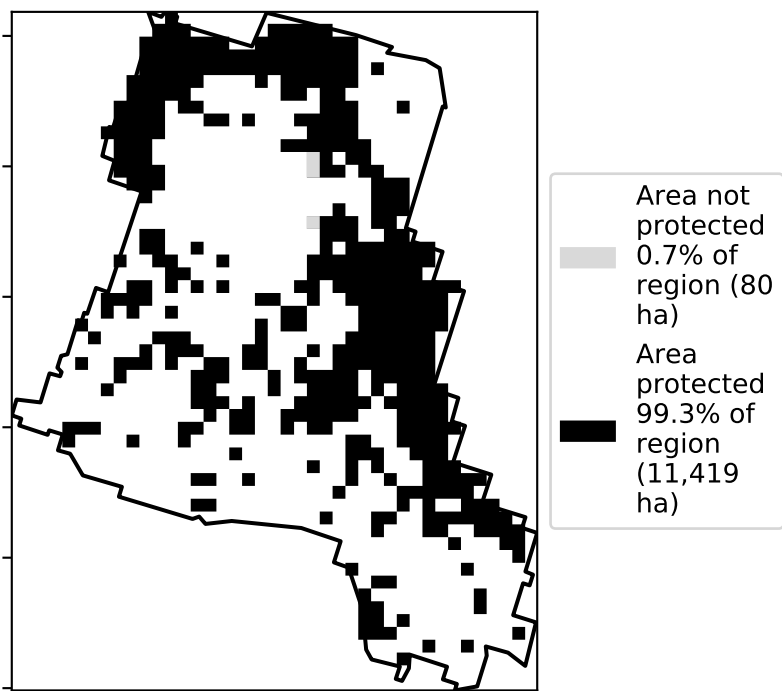 Area not
protected
0.7% of
region (80
ha)
Area
protected
99.3% of
region
(11,419
ha)